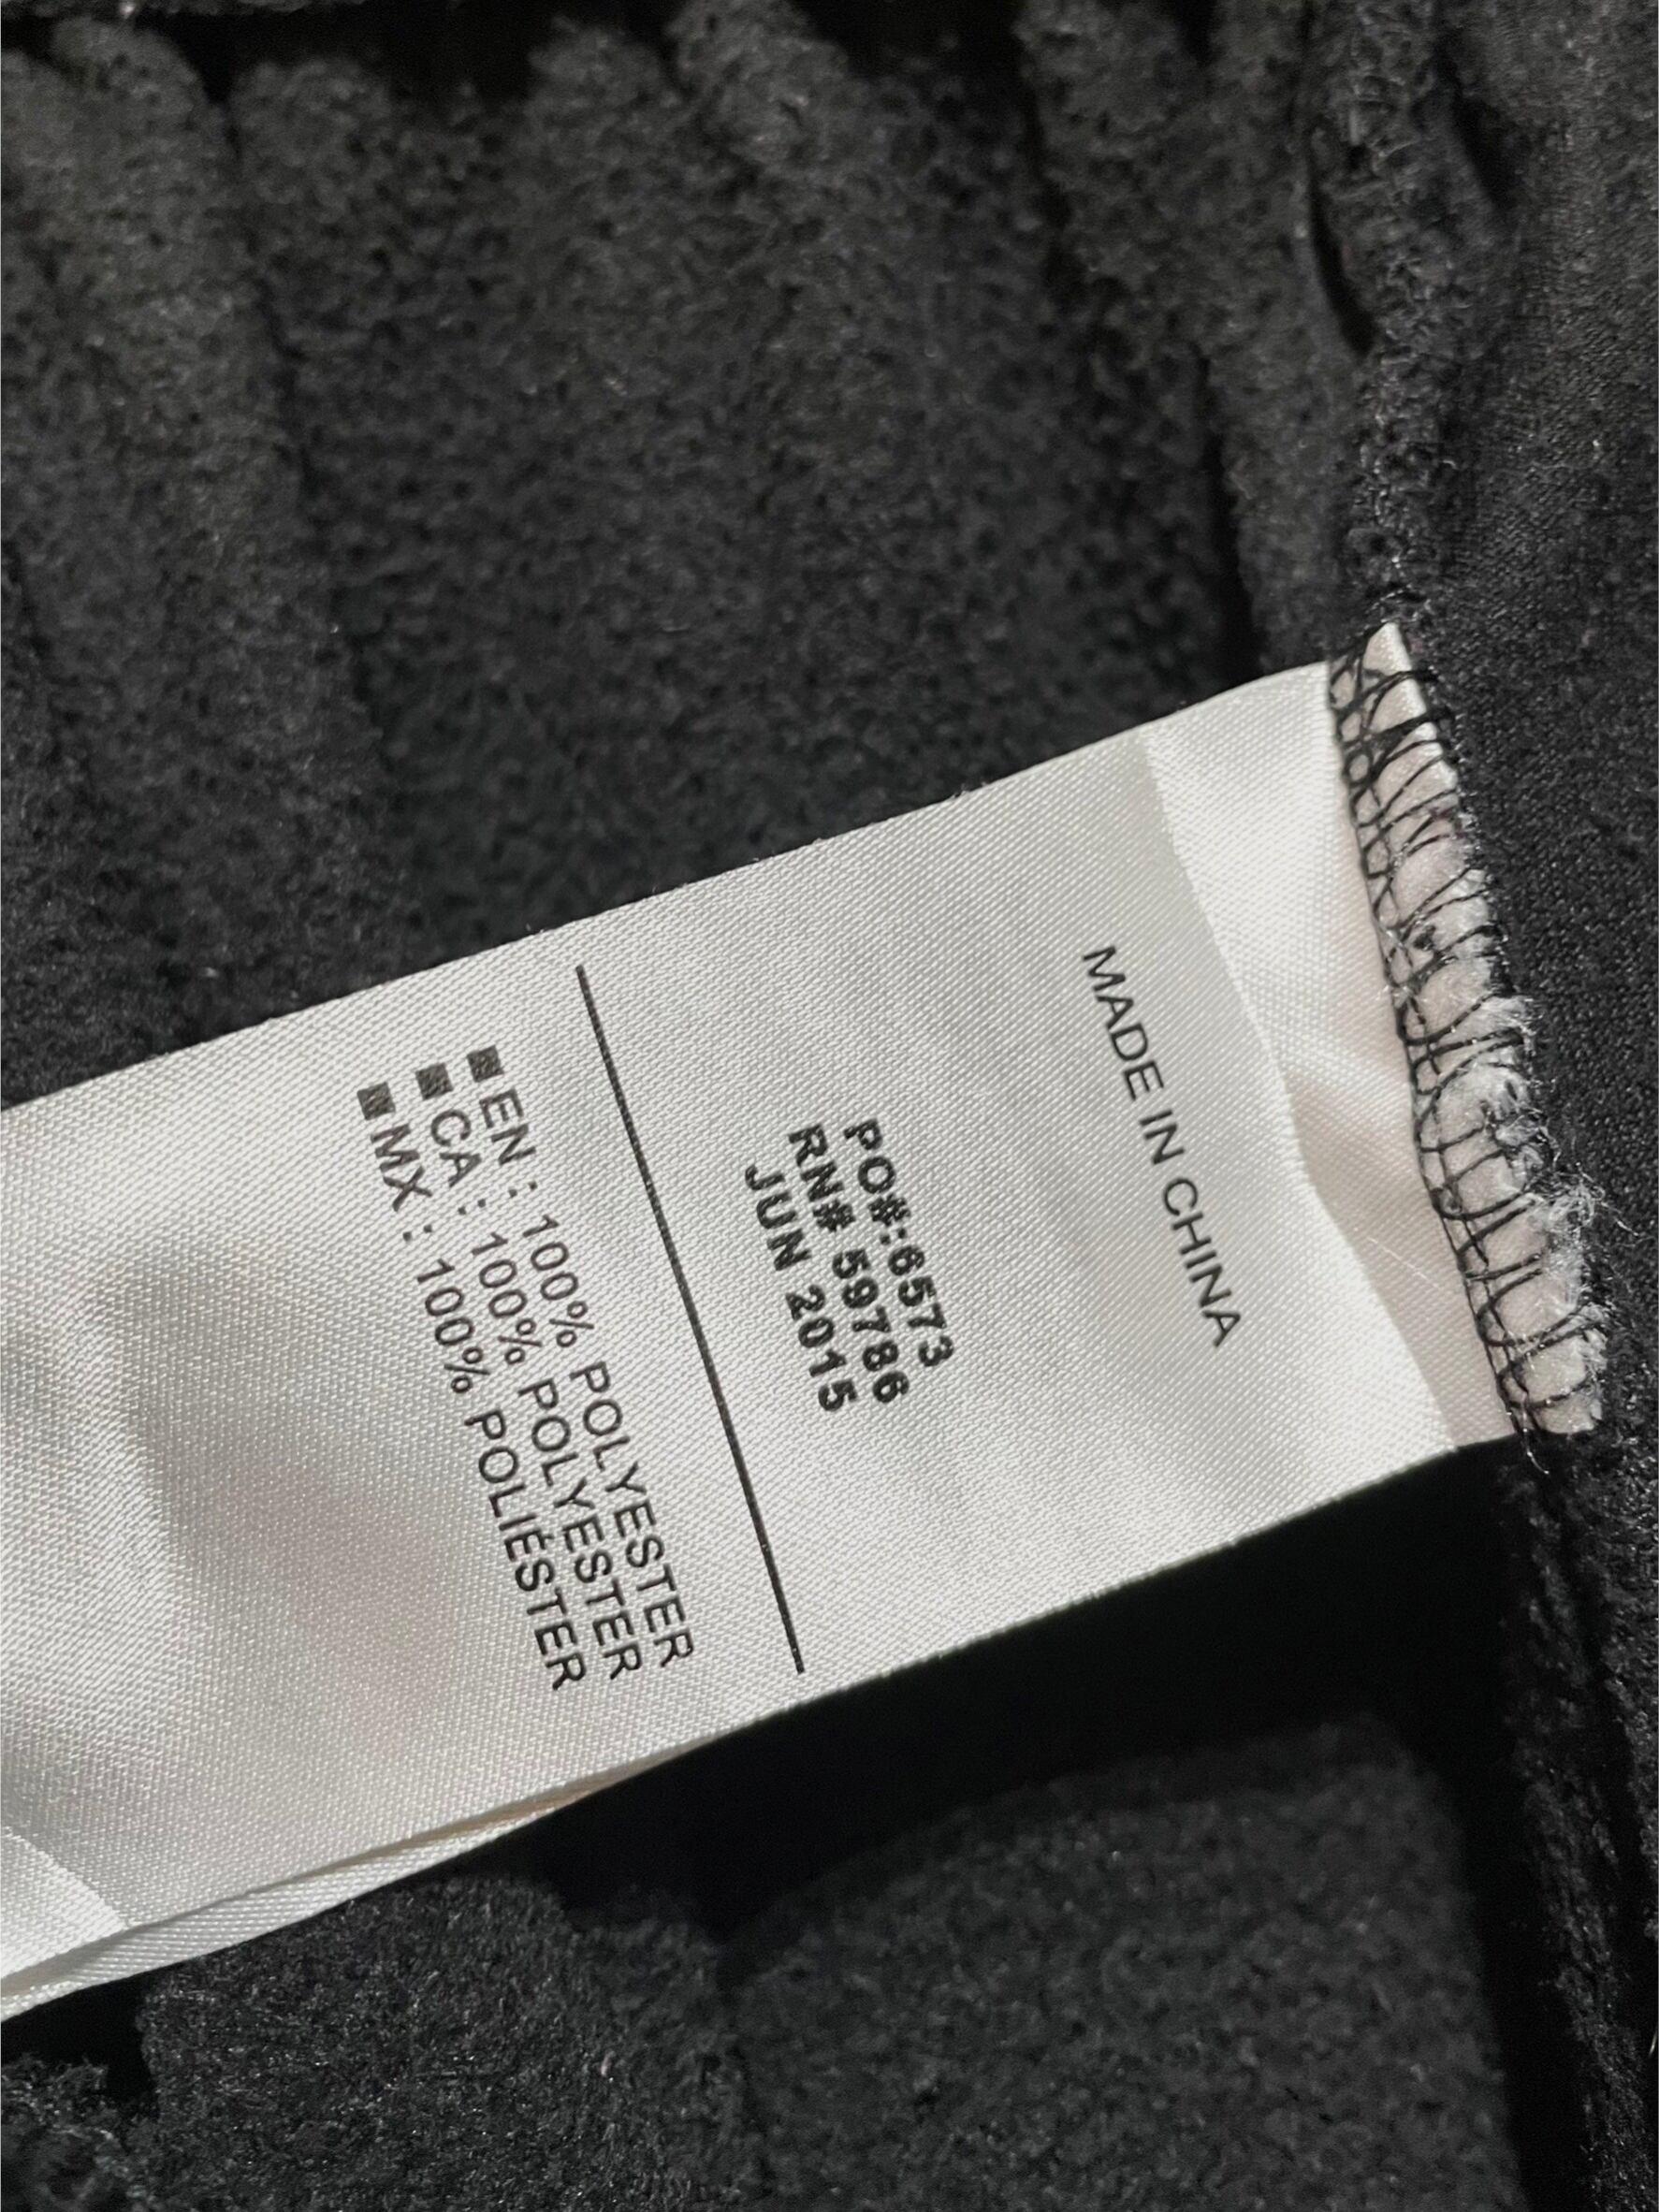 MADE IN CHINA
PO#:6573
RN# 59786
JUN 2015
■EN : 100% POLYESTER
■CA : 100% POLYESTER
■MX : 100% POLIÉSTER